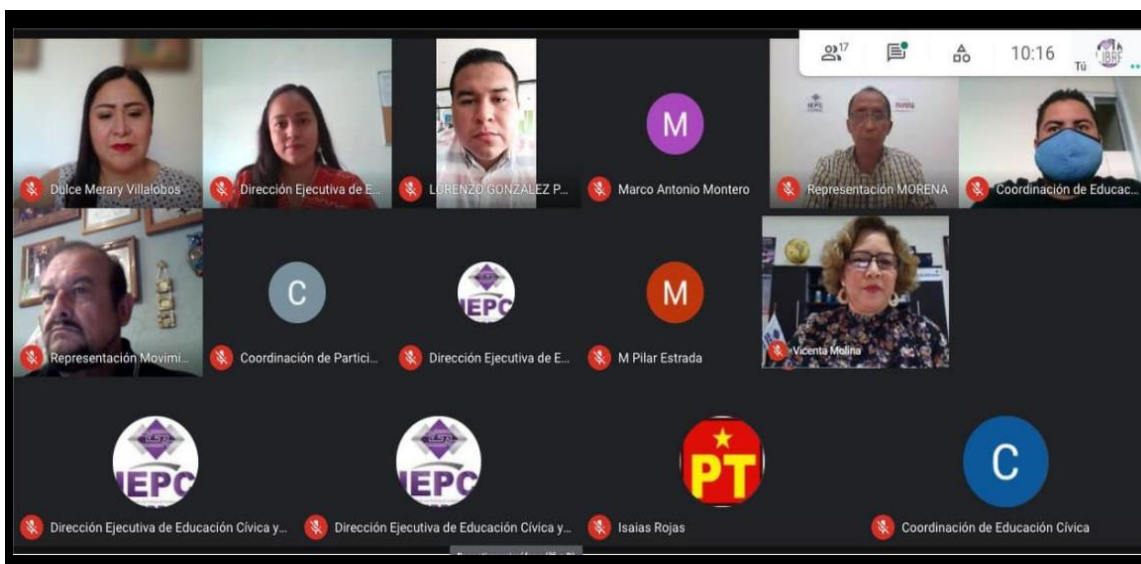 17
10:16
Tú
M
Dulce Merary Villalobos
Dirección Ejecutiva de E...
LORENZO GONZALEZ P...
Marco Antonio Montero
IEPC
morena
Representación MORENA
Coordinación de Educac...
C
IEPC
M
Representación Movimi...
Coordinación de Partici...
Dirección Ejecutiva de E...
M Pilar Estrada
Vicenta Molina
IEPC
IEPC
PT
C
Dirección Ejecutiva de Educación Cívica y...
Dirección Ejecutiva de Educación Cívica y...
Isaias Rojas
Coordinación de Educación Cívica